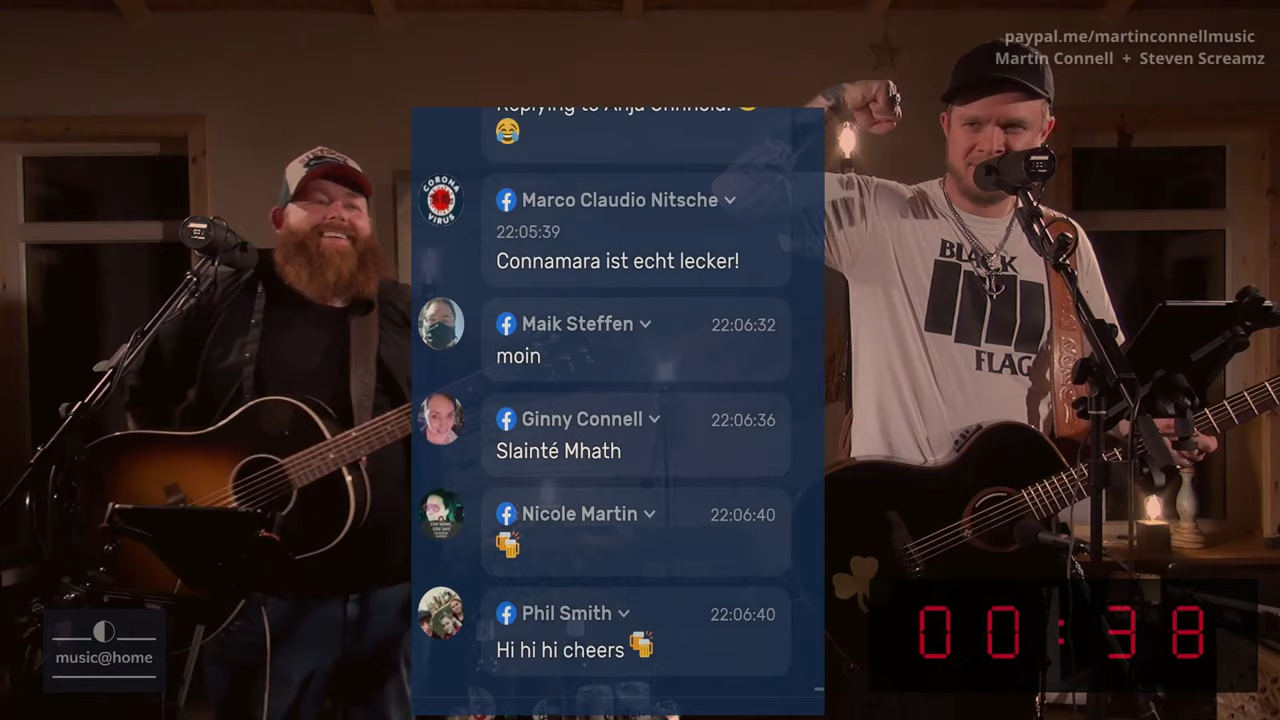 paypal.me/martinconnellmusic
Martin Connell + Steven Screamz
CORONA
VIRUS
Marco Claudio Nitsche
22:05:39
Connamara ist echt lecker!
Maik Steffen 22:06:32
moin
Ginny Connell 22:06:36
Slainté Mhath
Nicole Martin 22:06:40
🍻
Phil Smith 22:06:40
Hi hi hi cheers 🍻
BLACK
FLAG
music@home
00:38